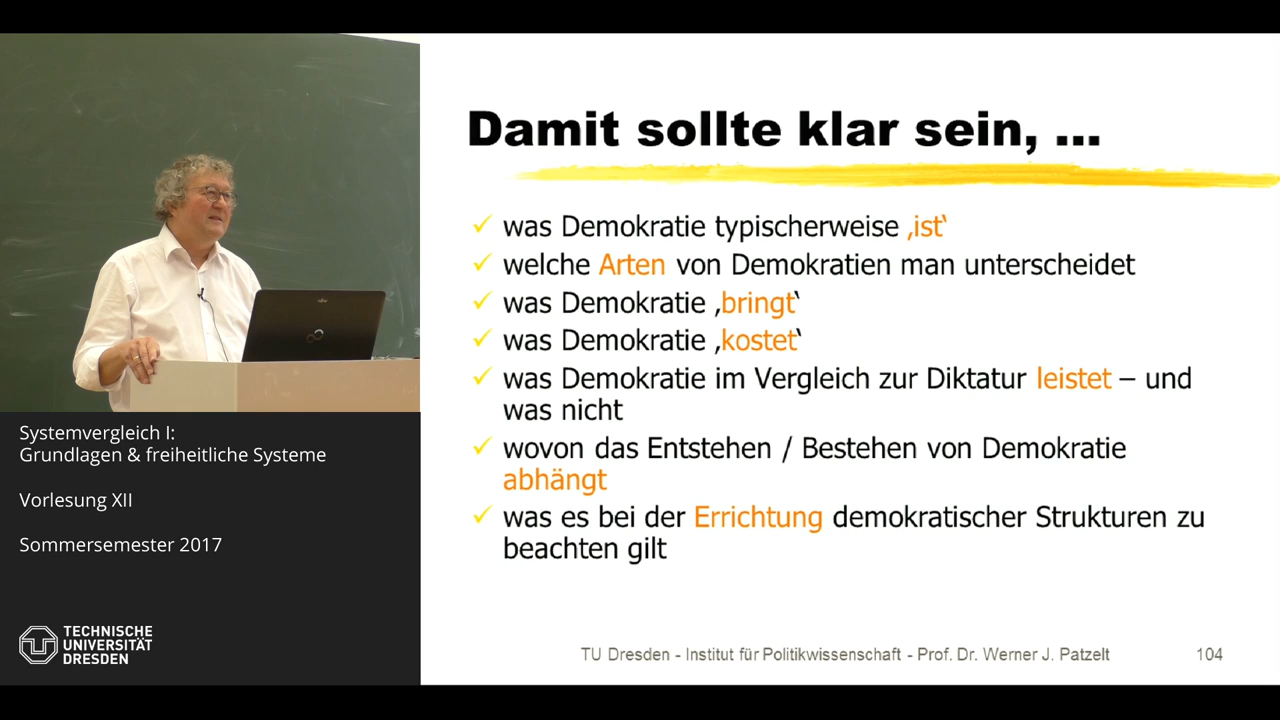 Damit sollte klar sein, ...
was Demokratie typischerweise ‚ist‘
welche Arten von Demokratien man unterscheidet
was Demokratie ‚bringt‘
was Demokratie ‚kostet‘
was Demokratie im Vergleich zur Diktatur leistet – und
was nicht
wovon das Entstehen / Bestehen von Demokratie
abhängt
was es bei der Errichtung demokratischer Strukturen zu
beachten gilt
TU Dresden - Institut für Politikwissenschaft - Prof. Dr. Werner J. Patzelt 104
Systemvergleich I:
Grundlagen & freiheitliche Systeme
Vorlesung XII
Sommersemester 2017
TECHNISCHE
UNIVERSITÄT
DRESDEN